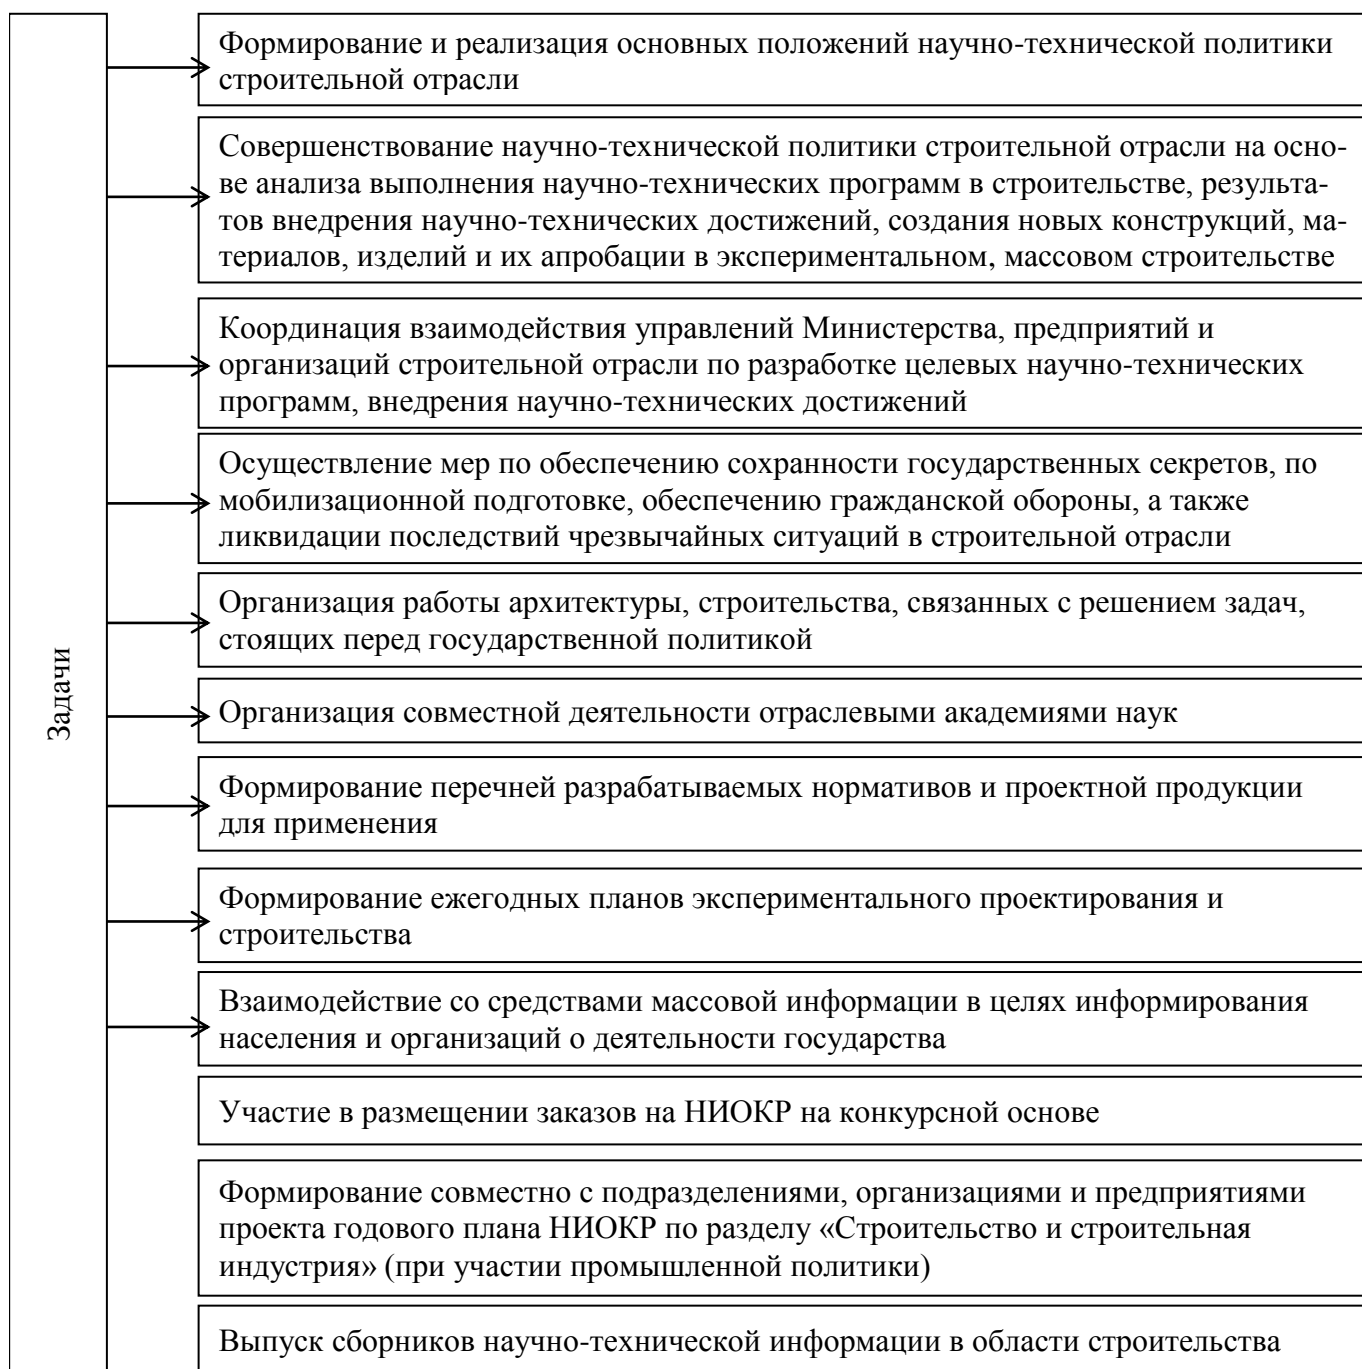 Задачи
Формирование и реализация основных положений научно-технической политики
строительной отрасли
Совершенствование научно-технической политики строительной отрасли на осно-
ве анализа выполнения научно-технических программ в строительстве, результа-
тов внедрения научно-технических достижений, создания новых конструкций, ма-
териалов, изделий и их апробации в экспериментальном, массовом строительстве
Координация взаимодействия управлений Министерства, предприятий и
организаций строительной отрасли по разработке целевых научно-технических
программ, внедрения научно-технических достижений
Осуществление мер по обеспечению сохранности государственных секретов, по
мобилизационной подготовке, обеспечению гражданской обороны, а также
ликвидации последствий чрезвычайных ситуаций в строительной отрасли
Организация работы архитектуры, строительства, связанных с решением задач,
стоящих перед государственной политикой
Организация совместной деятельности отраслевыми академиями наук
Формирование перечней разрабатываемых нормативов и проектной продукции
для применения
Формирование ежегодных планов экспериментального проектирования и
строительства
Взаимодействие со средствами массовой информации в целях информирования
населения и организаций о деятельности государства
Участие в размещении заказов на НИОКР на конкурсной основе
Формирование совместно с подразделениями, организациями и предприятиями
проекта годового плана НИОКР по разделу «Строительство и строительная
индустрия» (при участии промышленной политики)
Выпуск сборников научно-технической информации в области строительства